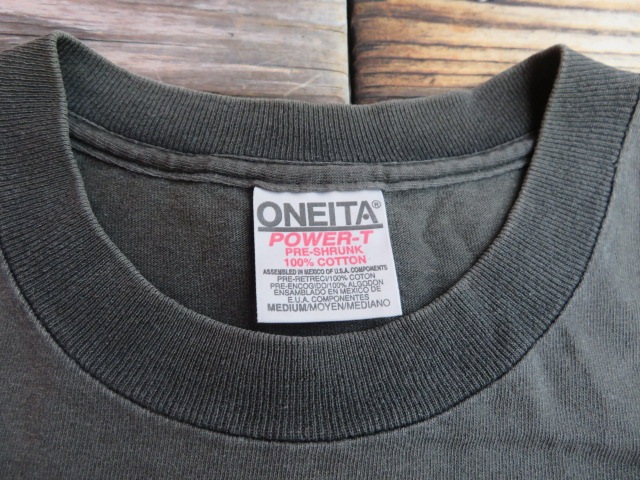 ONEITA®
POWER-T
PRE-SHRUNK
100% COTTON
ASSEMBLED IN MEXICO OF U.S.A. COMPONENTS
PRE-RETRECI/100% COTON
PRE-ENCOGIDO/100% ALGODON
ENSAMBLADO EN MEXICO DE
E.U.A. COMPONENTES
MEDIUM/MOYEN/MEDIANO